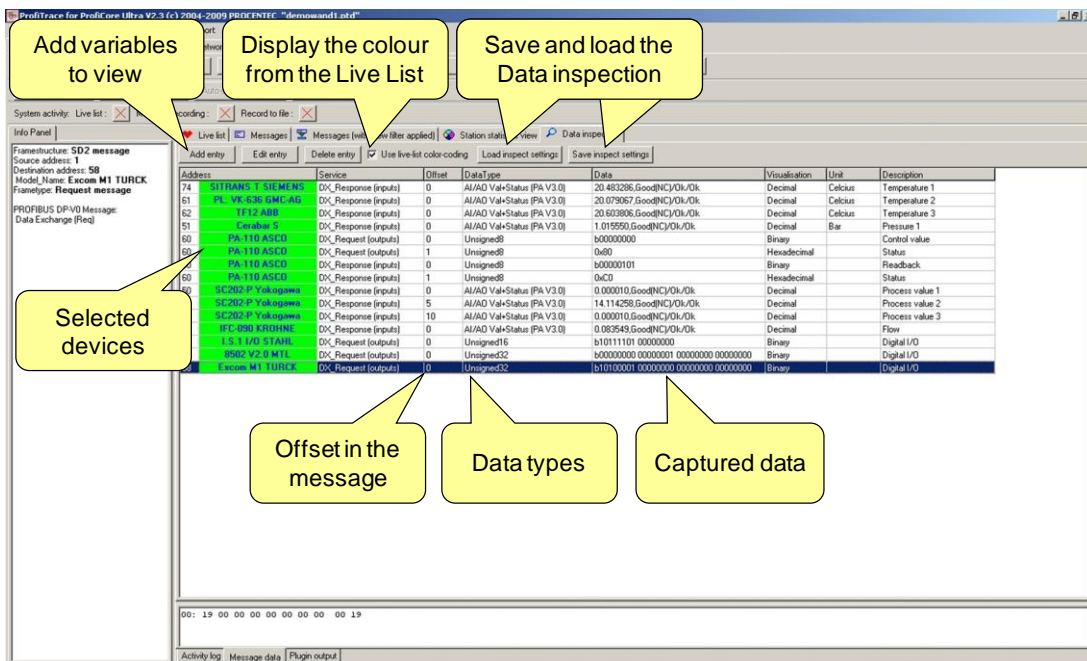 ProfiTrace for ProfiCore Ultra V2.3 (c) 2004-2009 PROCENTEC "demowand1.ptd"
Add variables
to view
Display the colour
from the Live List
Save and load the
Data inspection
System activity: Live list: Record to file:
Info Panel
Live list Messages Station Data
Framestructure: SD2 message
Source address: 1
Destination address: 58
Model_Name: Excom M1 TURCK
Frametype: Request message
PROFIBUS DP-V0 Message:
Data Exchange (Req)
Add entry Edit entry Delete entry Use live-list color-coding Load inspect settings Save inspect settings
Address Service Offset DataType Data Visualisation Unit Description
74 SITRANS T SIEMENS DX_Response (inputs) 0 AI/AO Val+Status (PA V3.0) 20.483286,Good(NC)/Ok/Ok Decimal Celcius Temperature 1
61 PL: VK-636 GMC-AG DX_Response (inputs) 0 AI/AO Val+Status (PA V3.0) 20.079067,Good(NC)/Ok/Ok Decimal Celcius Temperature 2
62 TF12 ABB DX_Response (inputs) 0 AI/AO Val+Status (PA V3.0) 20.603806,Good(NC)/Ok/Ok Decimal Celcius Temperature 3
51 Cerabar S DX_Response (inputs) 0 AI/AO Val+Status (PA V3.0) 1.015550,Good(NC)/Ok/Ok Decimal Bar Pressure 1
60 PA-110 ASCO DX_Request (outputs) 0 Unsigned8 b00000000 Binary Control value
60 PA-110 ASCO DX_Request (outputs) 1 Unsigned8 0x80 Hexadecimal Status
PA-110 ASCO DX_Response (inputs) 0 Unsigned8 b00000101 Binary Readback
60 PA-110 ASCO DX_Response (inputs) 1 Unsigned8 0xC0 Hexadecimal Status
SC202-P Yokogawa DX_Response (inputs) 0 AI/AO Val+Status (PA V3.0) 0.000010,Good(NC)/Ok/Ok Decimal Process value 1
SC202-P Yokogawa DX_Response (inputs) 5 AI/AO Val+Status (PA V3.0) 14.114258,Good(NC)/Ok/Ok Decimal Process value 2
SC202-P Yokogawa DX_Response (inputs) 10 AI/AO Val+Status (PA V3.0) 0.000010,Good(NC)/Ok/Ok Decimal Process value 3
IFC-090 KROHNE DX_Response (inputs) 0 AI/AO Val+Status (PA V3.0) 0.083549,Good(NC)/Ok/Ok Decimal Flow
I.S.1 I/O STAHL DX_Response (inputs) 0 Unsigned16 b10111101 00000000 Binary Digital I/O
8502 V2.0 MTL DX_Request (outputs) 0 Unsigned32 b00000000 00000001 00000000 00000000 Binary Digital I/O
Excom M1 TURCK DX_Request (outputs) 0 Unsigned32 b10100001 00000000 00000000 00000000 Binary Digital I/O
Selected
devices
Offset in the
message
Data types
Captured data
00: 19 00 00 00 00 00 00 00 00 19
Activity log Message data Plugin output